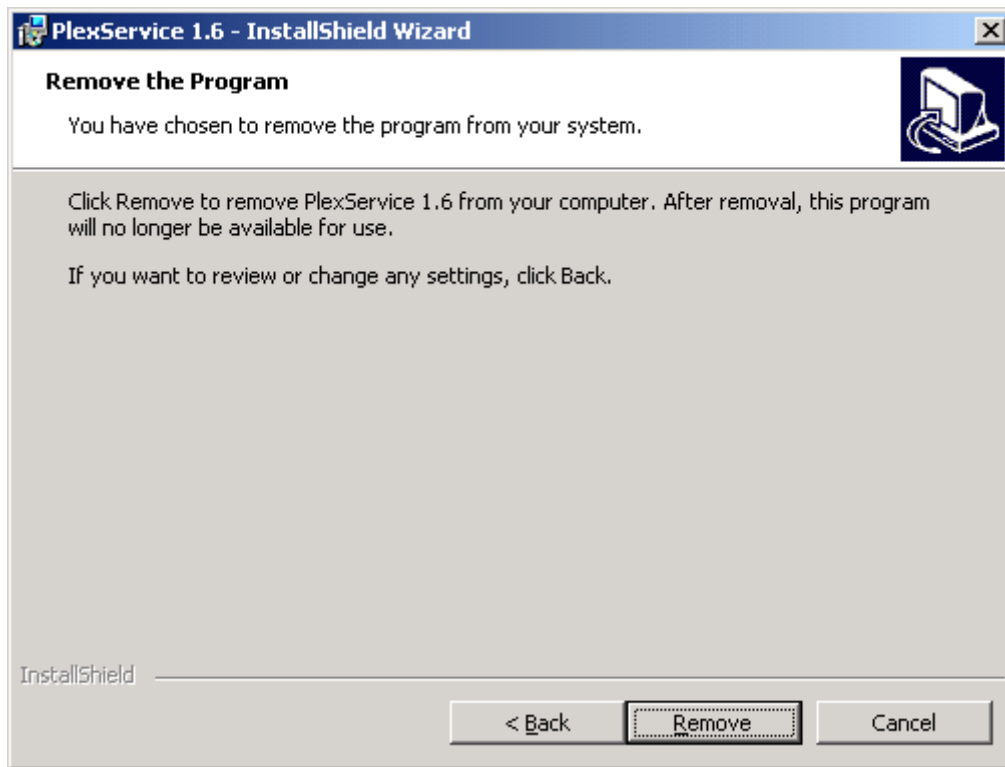 PlexService 1.6 - InstallShield Wizard
Remove the Program
You have chosen to remove the program from your system.
Click Remove to remove PlexService 1.6 from your computer. After removal, this program
will no longer be available for use.
If you want to review or change any settings, click Back.
InstallShield
< Back
Remove
Cancel